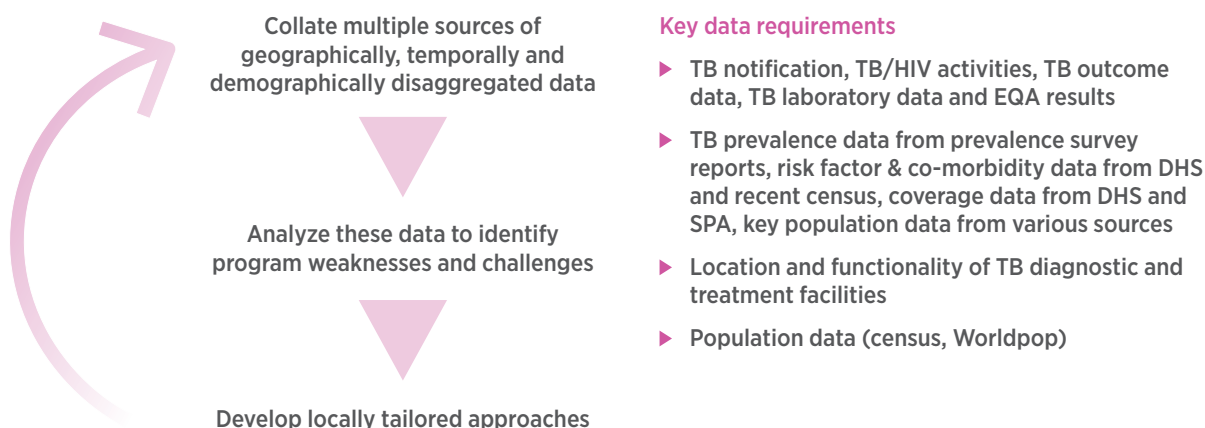 Collate multiple sources of
geographically, temporally and
demographically disaggregated data
Analyze these data to identify
program weaknesses and challenges
Develop locally tailored approaches
Key data requirements
TB notification, TB/HIV activities, TB outcome
data, TB laboratory data and EQA results
TB prevalence data from prevalence survey
reports, risk factor & co-morbidity data from DHS
and recent census, coverage data from DHS and
SPA, key population data from various sources
Location and functionality of TB diagnostic and
treatment facilities
Population data (census, Worldpop)